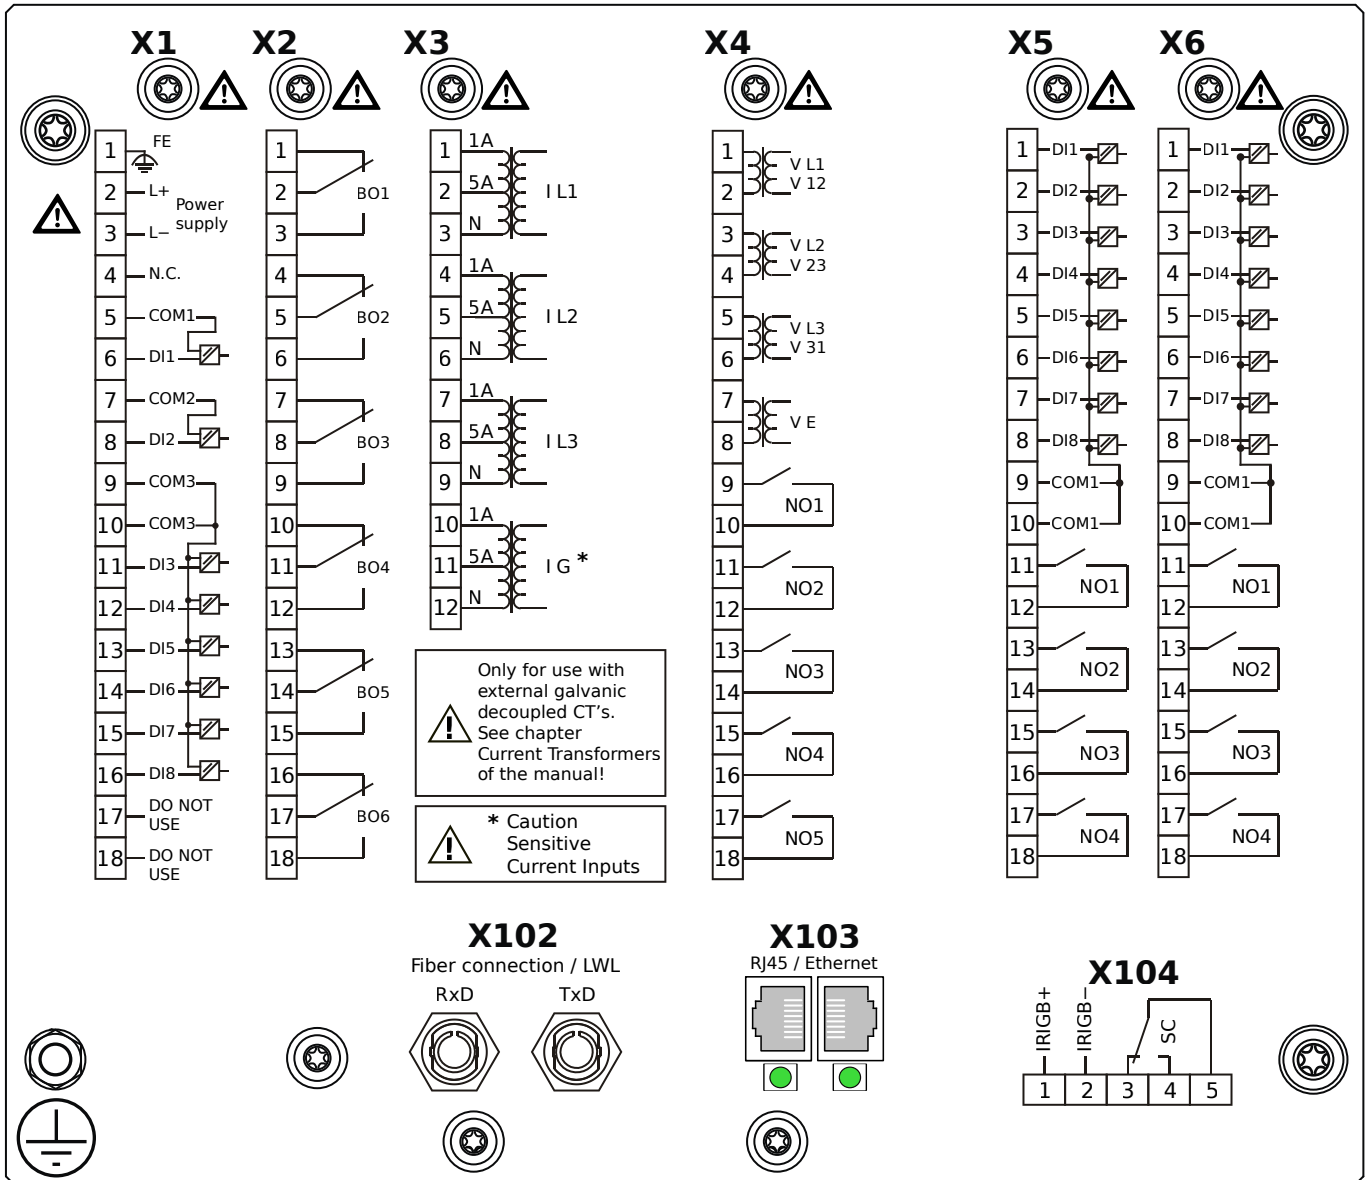 X1 X2 X3 X4 X5 X6
1 FE
2 L+
Power
supply
3 L−
4 N.C.
5 COM1
6 DI1
7 COM2
8 DI2
9 COM3
10 COM3
11 DI3
12 DI4
13 DI5
14 DI6
15 DI7
16 DI8
17 DO NOT
USE
18 DO NOT
USE
1
2 BO1
3
4
5 BO2
6
7
8 BO3
9
10
11 BO4
12
13
14 BO5
15
16
17 BO6
18
1 1A
2 5A I L1
3 N
4 1A
5 5A I L2
6 N
7 1A
8 5A I L3
9 N
10 1A
11 5A I G *
12 N
Only for use with
external galvanic
decoupled CT's.
See chapter
Current Transformers
of the manual!
* Caution
Sensitive
Current Inputs
1 V L1
2 V 12
3 V L2
4 V 23
5 V L3
6 V 31
7
V E
8
9
NO1
10
11
NO2
12
13
NO3
14
15
NO4
16
17
NO5
18
1 DI1
2 DI2
3 DI3
4 DI4
5 DI5
6 DI6
7 DI7
8 DI8
9 COM1
10 COM1
11
NO1
12
13
NO2
14
15
NO3
16
17
NO4
18
1 DI1
2 DI2
3 DI3
4 DI4
5 DI5
6 DI6
7 DI7
8 DI8
9 COM1
10 COM1
11
NO1
12
13
NO2
14
15
NO3
16
17
NO4
18
X102
Fiber connection / LWL
RxD TxD
X103
RJ45 / Ethernet
X104
IRIGB+ IRIGB− SC
1 2 3 4 5